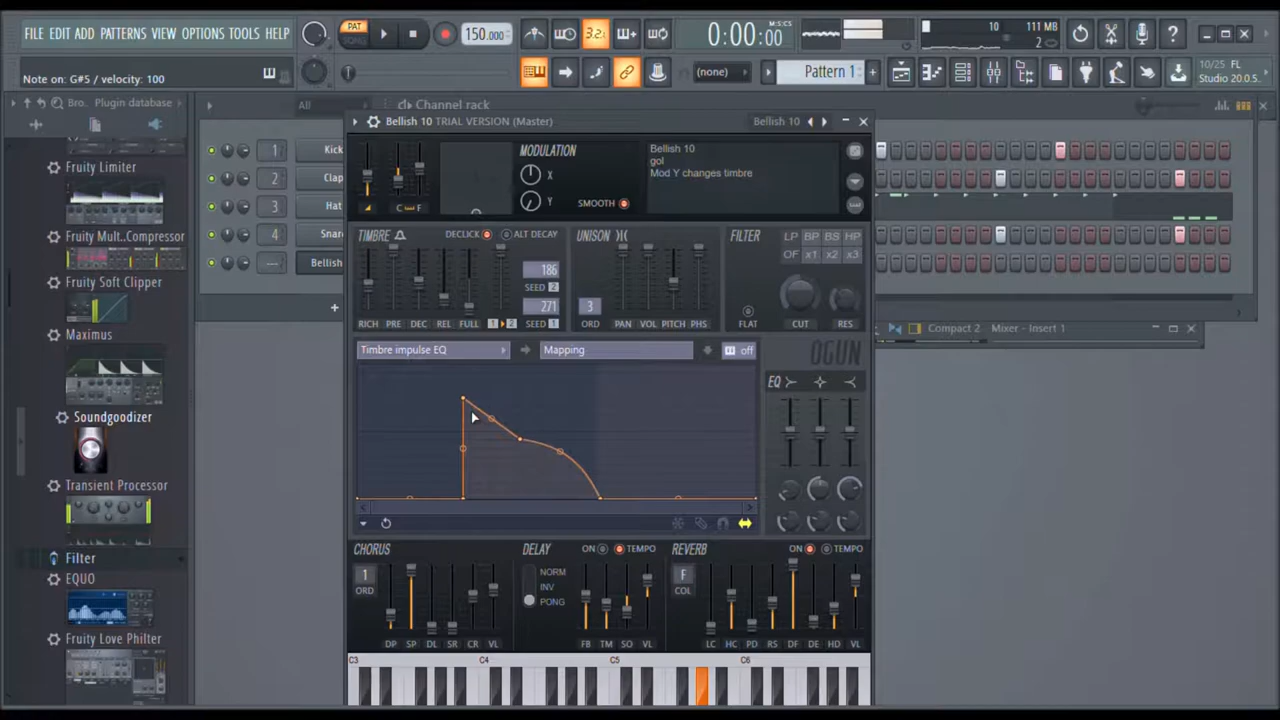 FILE EDIT ADD PATTERNS VIEW OPTIONS TOOLS HELP
PAT
SONG
150.000
3.2:
0:00:00
M:S:CS
10
111 MB
2
Note on: G#5 / velocity: 100
(none)
Pattern 1
10/25 FL
Studio 20.0.5
Bro..
Plugin database
All
Channel rack
Fruity Limiter
Fruity Mult..Compressor
Fruity Soft Clipper
Maximus
Soundgoodizer
Transient Processor
Filter
EQUO
Fruity Love Philter
1 Kick
2 Clap
3 Hat
4 Snar
Bellish
Bellish 10 TRIAL VERSION (Master)
Bellish 10
MODULATION
X
Y
SMOOTH
Bellish 10
gol
Mod Y changes timbre
TIMBRE
DECLICK
ALT DECAY
186
SEED 2
271
SEED 1
RICH PRE DEC REL FULL 1 2
UNISON
3
ORD PAN VOL PITCH PHS
FILTER
LP BP BS HP
OF x1 x2 x3
FLAT CUT RES
Timbre impulse EQ
Mapping
off
OGUN
EQ
Compact 2
Mixer - Insert 1
CHORUS
1
ORD
DP SP DL SR CR VL
DELAY
ON TEMPO
NORM
INV
PONG
FB TM SO VL
REVERB
ON TEMPO
F
COL
LC HC PD RS DF DE HD VL
C3 C4 C5 C6